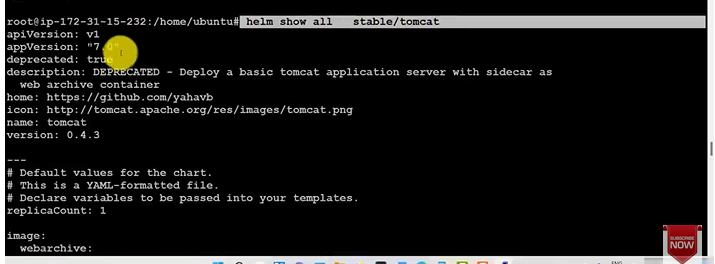 root@ip-172-31-15-232:/home/ubuntu# helm show all stable/tomcat
apiVersion: v1
appVersion: "7.0"
deprecated: true
description: DEPRECATED - Deploy a basic tomcat application server with sidecar as
web archive container
home: https://github.com/yahavb
icon: http://tomcat.apache.org/res/images/tomcat.png
name: tomcat
version: 0.4.3
---
# Default values for the chart.
# This is a YAML-formatted file.
# Declare variables to be passed into your templates.
replicaCount: 1
image:
webarchive:
SUBSCRIBE
NOW
ENG